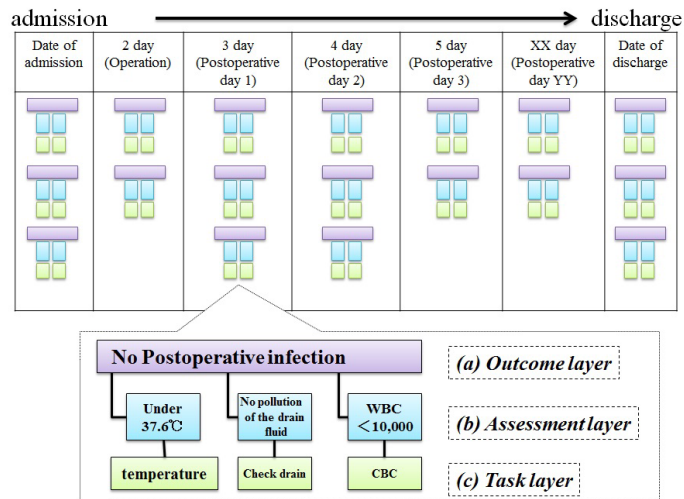 admission
discharge
Date of
admission
2 day
(Operation)
3 day
(Postoperative
day 1)
4 day
(Postoperative
day 2)
5 day
(Postoperative
day 3)
XX day
(Postoperative
day YY)
Date of
discharge
No Postoperative infection
(a) Outcome layer
Under
37.6℃
No pollution
of the drain
fluid
WBC
＜10,000
(b) Assessment layer
temperature
Check drain
CBC
(c) Task layer